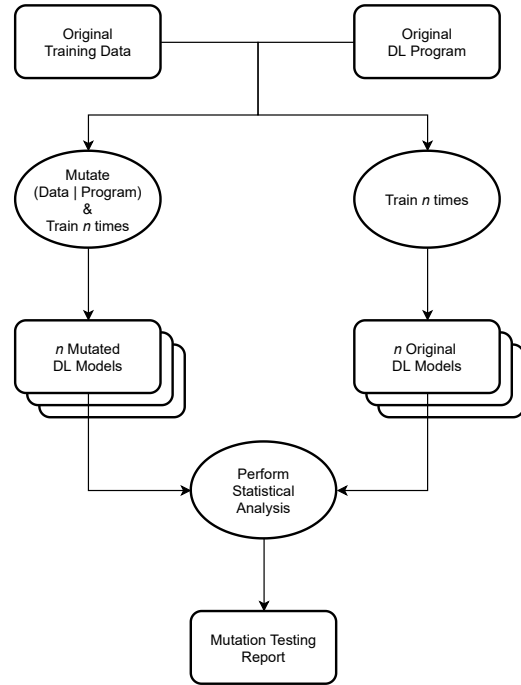 Original
Training Data
Original
DL Program
Mutate
(Data | Program)
&
Train n times
Train n times
n Mutated
DL Models
n Original
DL Models
Perform
Statistical
Analysis
Mutation Testing
Report